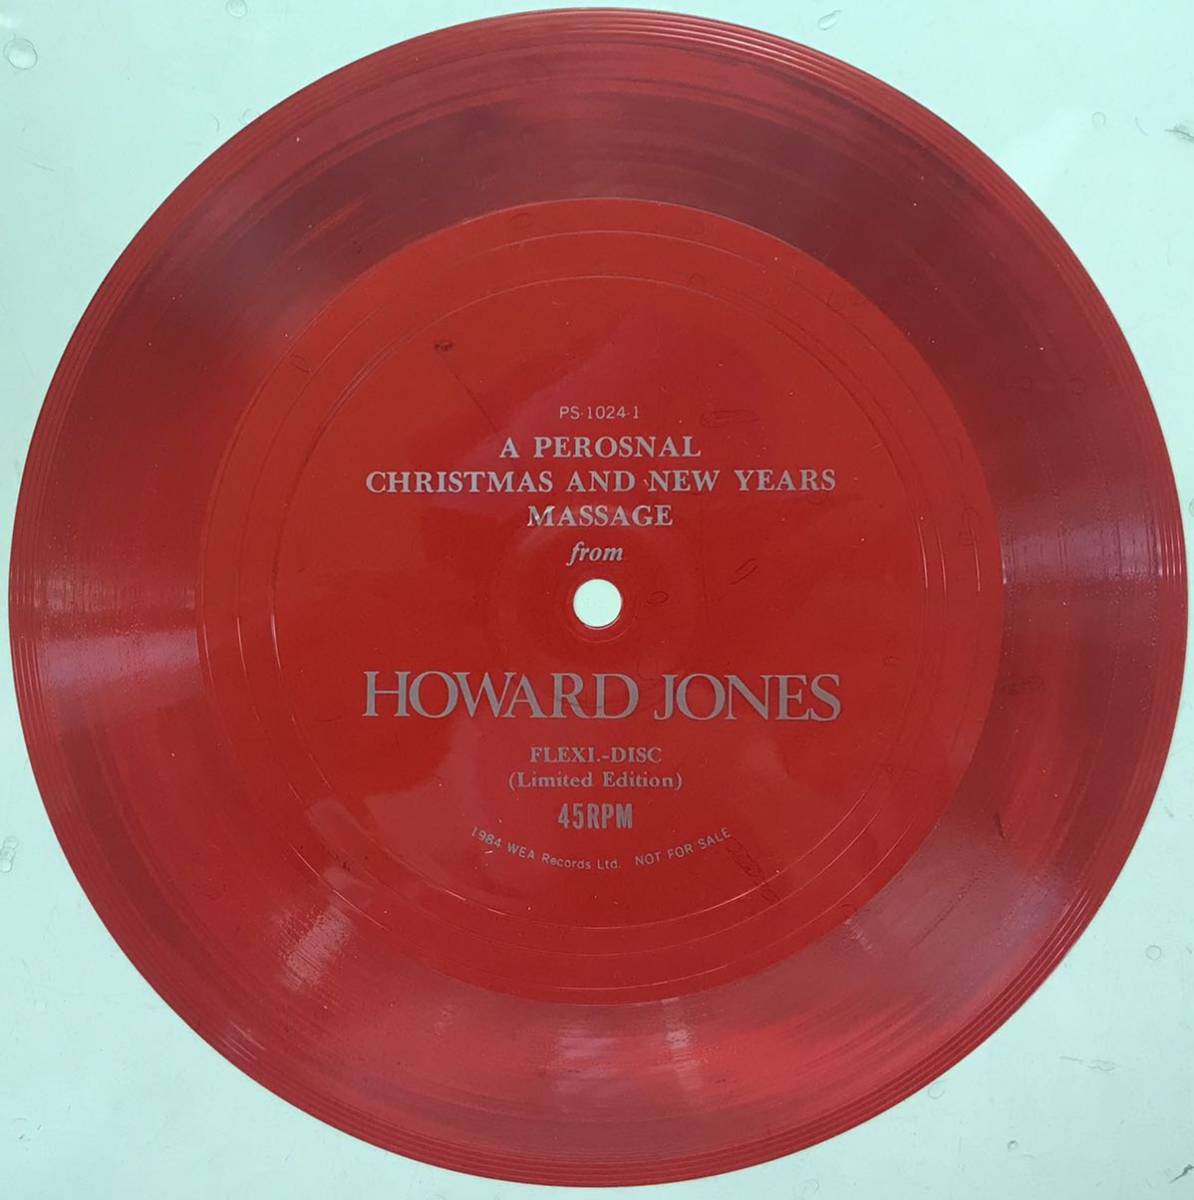 PS-1024-1
A PEROSNAL
CHRISTMAS AND NEW YEARS
MASSAGE
from
HOWARD JONES
FLEXI.-DISC
(Limited Edition)
45RPM
1984 WEA Records Ltd. NOT FOR SALE